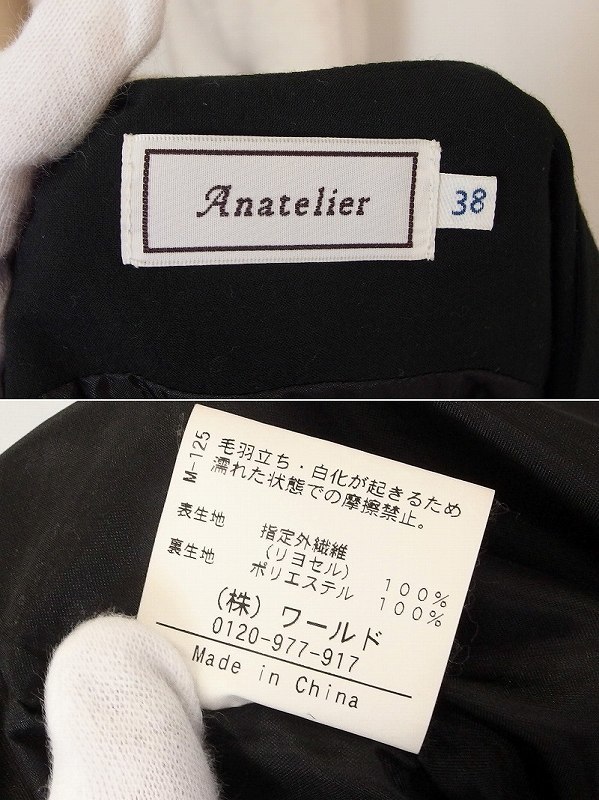 Anatelier
38
M-125
毛羽立ち・白化が起きるため
濡れた状態での摩擦禁止。
表生地 指定外繊維
(リヨセル) 100%
裏生地 ポリエステル 100%
(株) ワールド
0120-977-917
Made in China